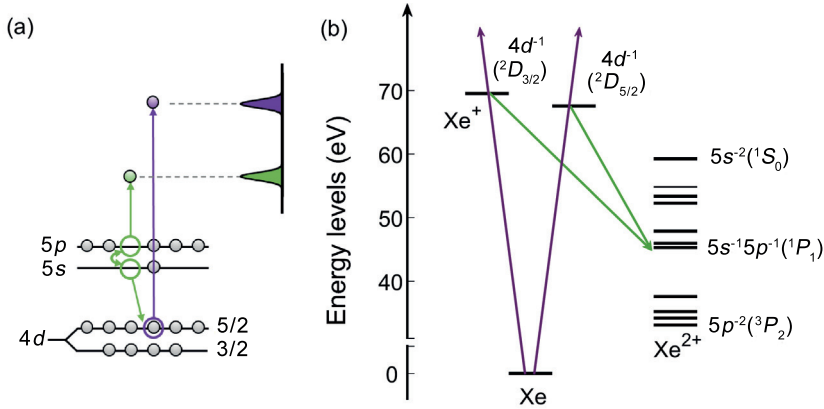 (a)
5p
5s
4d
5/2
3/2
(b)
Energy levels (eV)
70
60
50
40
0
4d⁻¹
(²D₃/₂)
4d⁻¹
(²D₅/₂)
Xe⁺
5s⁻²(¹S₀)
5s⁻¹5p⁻¹(¹P₁)
5p⁻²(³P₂)
Xe²⁺
Xe